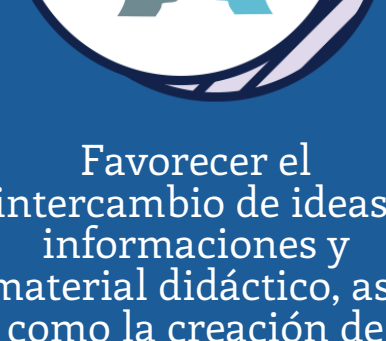 Favorecer el
intercambio de ideas
informaciones y
material didáctico, as
como la creación de